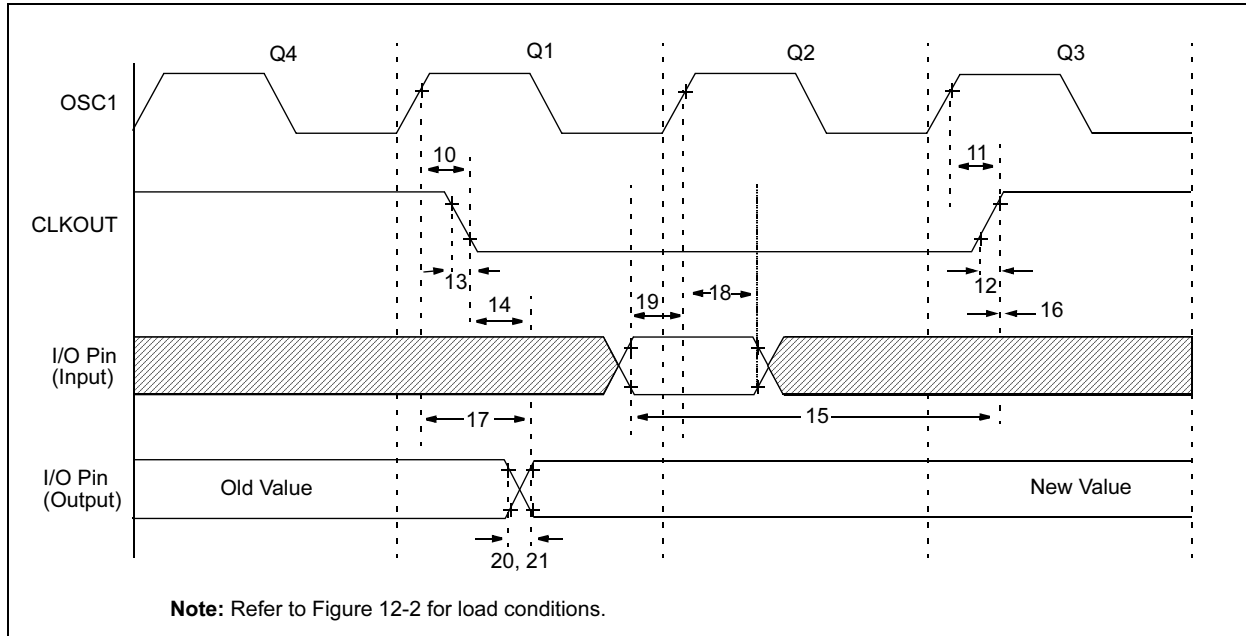 Q4 Q1 Q2 Q3
OSC1
10 11
CLKOUT
13 12
14 19 18 16
I/O Pin
(Input)
17 15
I/O Pin
(Output)
Old Value New Value
20, 21
Note: Refer to Figure 12-2 for load conditions.